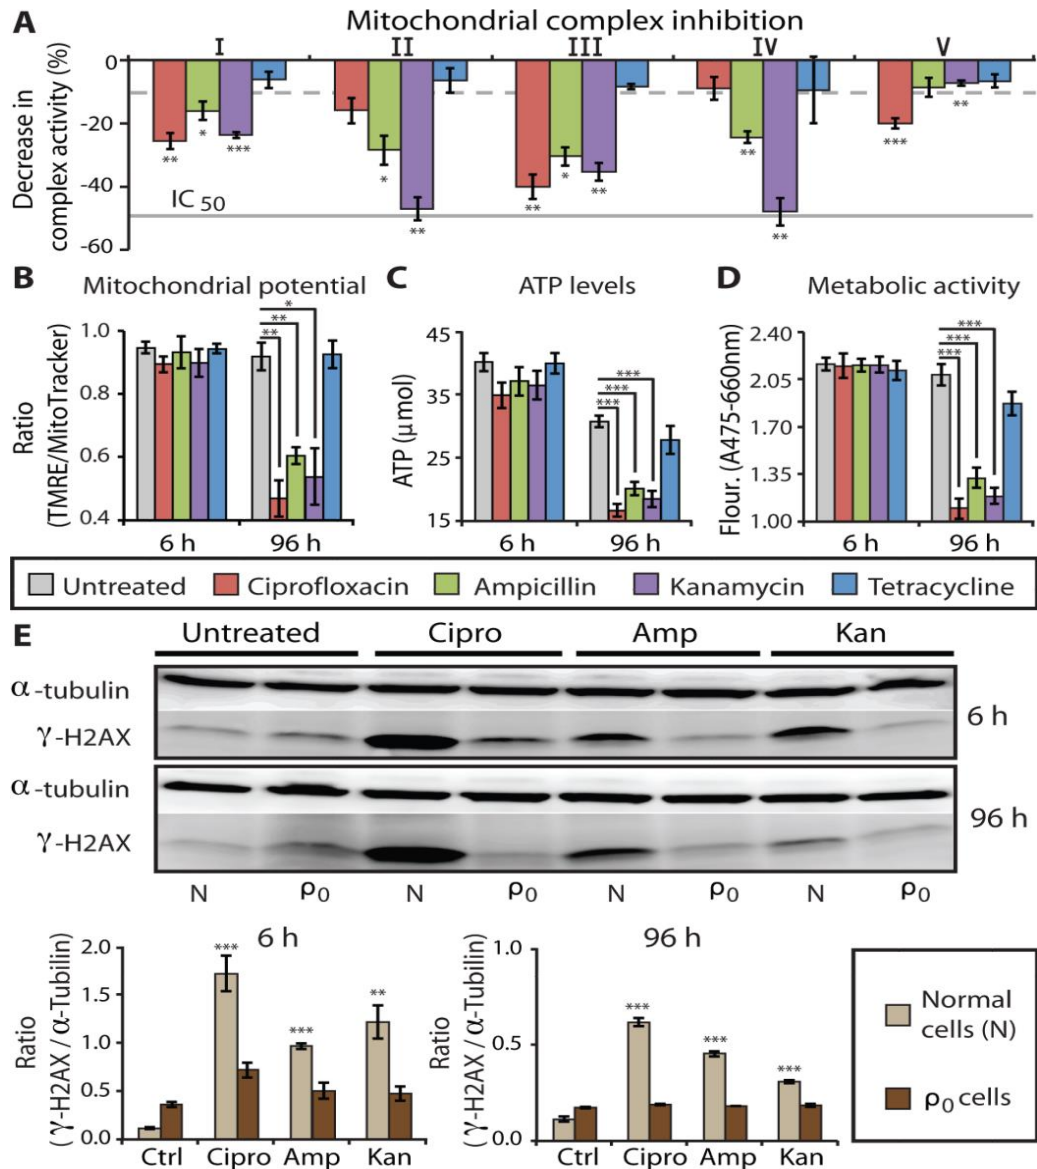 A
Mitochondrial complex inhibition
I II III IV V
Decrease in
complex activity (%)
0
-20
-40
-60
IC 50
** * *** * ** ** * ** ** ** *** **
B
Mitochondrial potential
Ratio
(TMRE/MitoTracker)
1.0
0.9
0.6
0.4
*
**
**
6 h 96 h
C
ATP levels
ATP (μmol)
45
35
25
15
***
***
***
6 h 96 h
D
Metabolic activity
Flour. (A475-660nm)
2.40
2.05
1.70
1.35
1.00
***
***
***
6 h 96 h
Untreated Ciprofloxacin Ampicillin Kanamycin Tetracycline
E
Untreated Cipro Amp Kan
α-tubulin
γ-H2AX
6 h
α-tubulin
γ-H2AX
96 h
N ρ0 N ρ0 N ρ0 N ρ0
6 h
Ratio
(γ-H2AX / α-Tubilin)
2.0
1.5
1.0
0.5
0.0
*** *** **
Ctrl Cipro Amp Kan
96 h
Ratio
(γ-H2AX / α-Tubilin)
1.0
0.5
0.0
*** *** ***
Ctrl Cipro Amp Kan
Normal
cells (N)
ρ0 cells